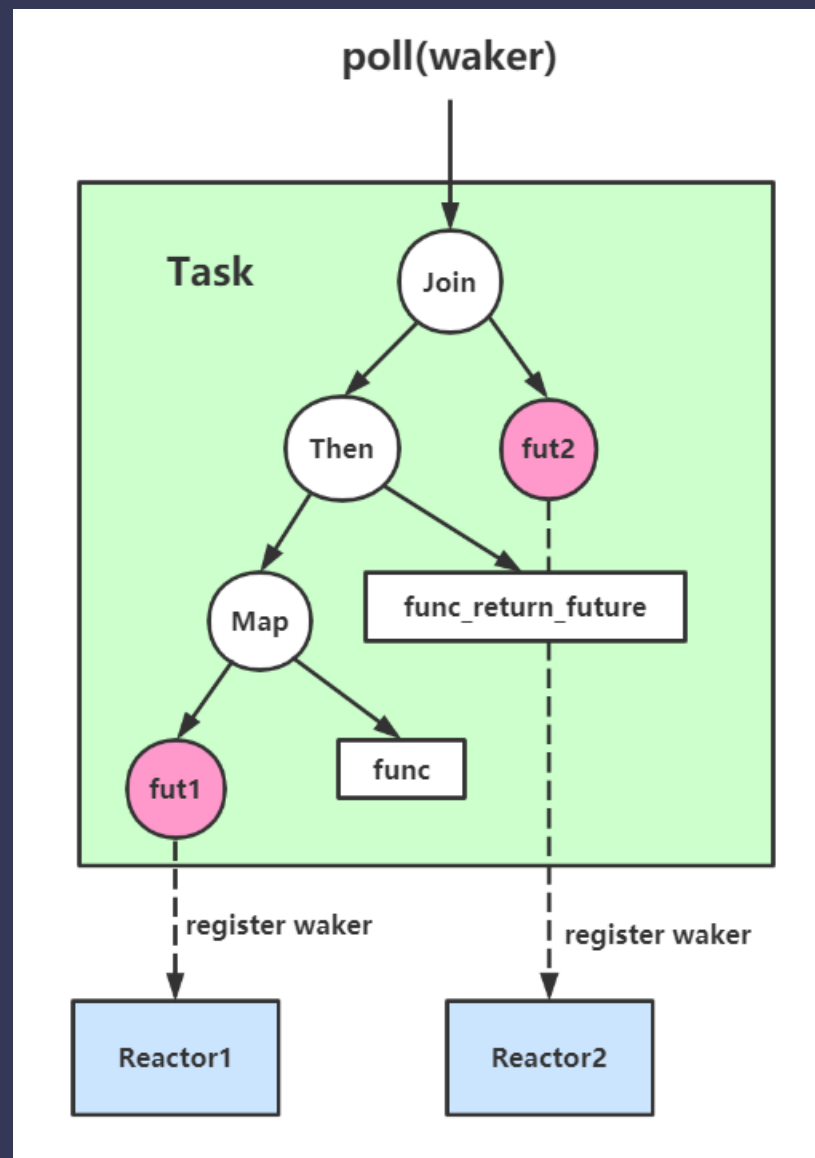 poll(waker)
Task
Join
Then
fut2
Map
func_return_future
fut1
func
register waker
register waker
Reactor1
Reactor2